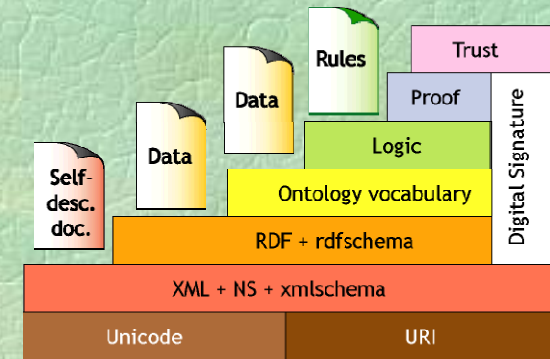 Rules
Trust
Data
Proof
Data
Logic
Digital Signature
Self-
desc.
doc.
Ontology vocabulary
RDF + rdfschema
XML + NS + xmlschema
Unicode
URI